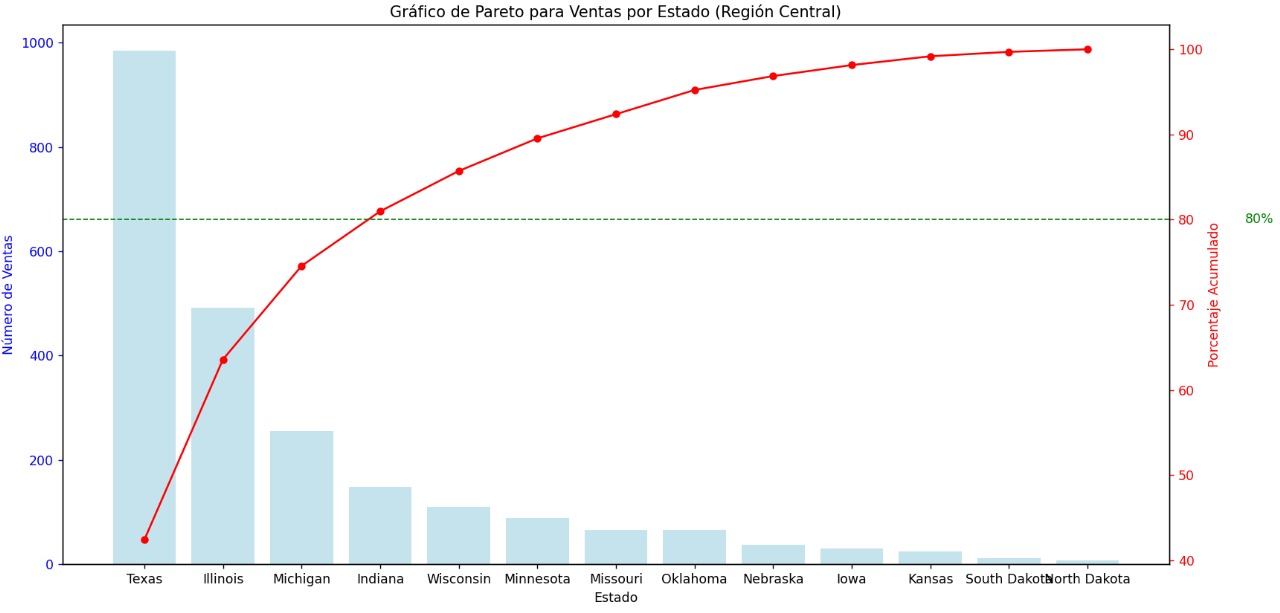 Gráfico de Pareto para Ventas por Estado (Región Central)
Número de Ventas
1000
800
600
400
200
0
Texas Illinois Michigan Indiana Wisconsin Minnesota Missouri Oklahoma Nebraska Iowa Kansas South Dakota North Dakota
Estado
100
90
80
70
60
50
40
Porcentaje Acumulado
80%